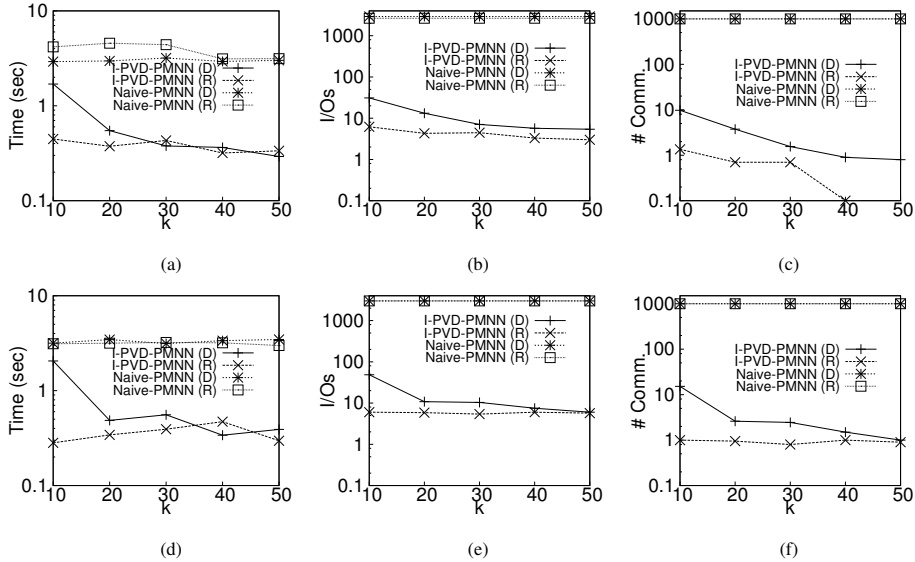 10
1
0.1
Time (sec)
10 20 30 40 50
k
I-PVD-PMNN (D)
I-PVD-PMNN (R)
Naive-PMNN (D)
Naive-PMNN (R)
(a)
1000
100
10
1
0.1
I/Os
10 20 30 40 50
k
I-PVD-PMNN (D)
I-PVD-PMNN (R)
Naive-PMNN (D)
Naive-PMNN (R)
(b)
1000
100
10
1
0.1
# Comm.
10 20 30 40 50
k
I-PVD-PMNN (D)
I-PVD-PMNN (R)
Naive-PMNN (D)
Naive-PMNN (R)
(c)
10
1
0.1
Time (sec)
10 20 30 40 50
k
I-PVD-PMNN (D)
I-PVD-PMNN (R)
Naive-PMNN (D)
Naive-PMNN (R)
(d)
1000
100
10
1
0.1
I/Os
10 20 30 40 50
k
I-PVD-PMNN (D)
I-PVD-PMNN (R)
Naive-PMNN (D)
Naive-PMNN (R)
(e)
1000
100
10
1
0.1
# Comm.
10 20 30 40 50
k
I-PVD-PMNN (D)
I-PVD-PMNN (R)
Naive-PMNN (D)
Naive-PMNN (R)
(f)